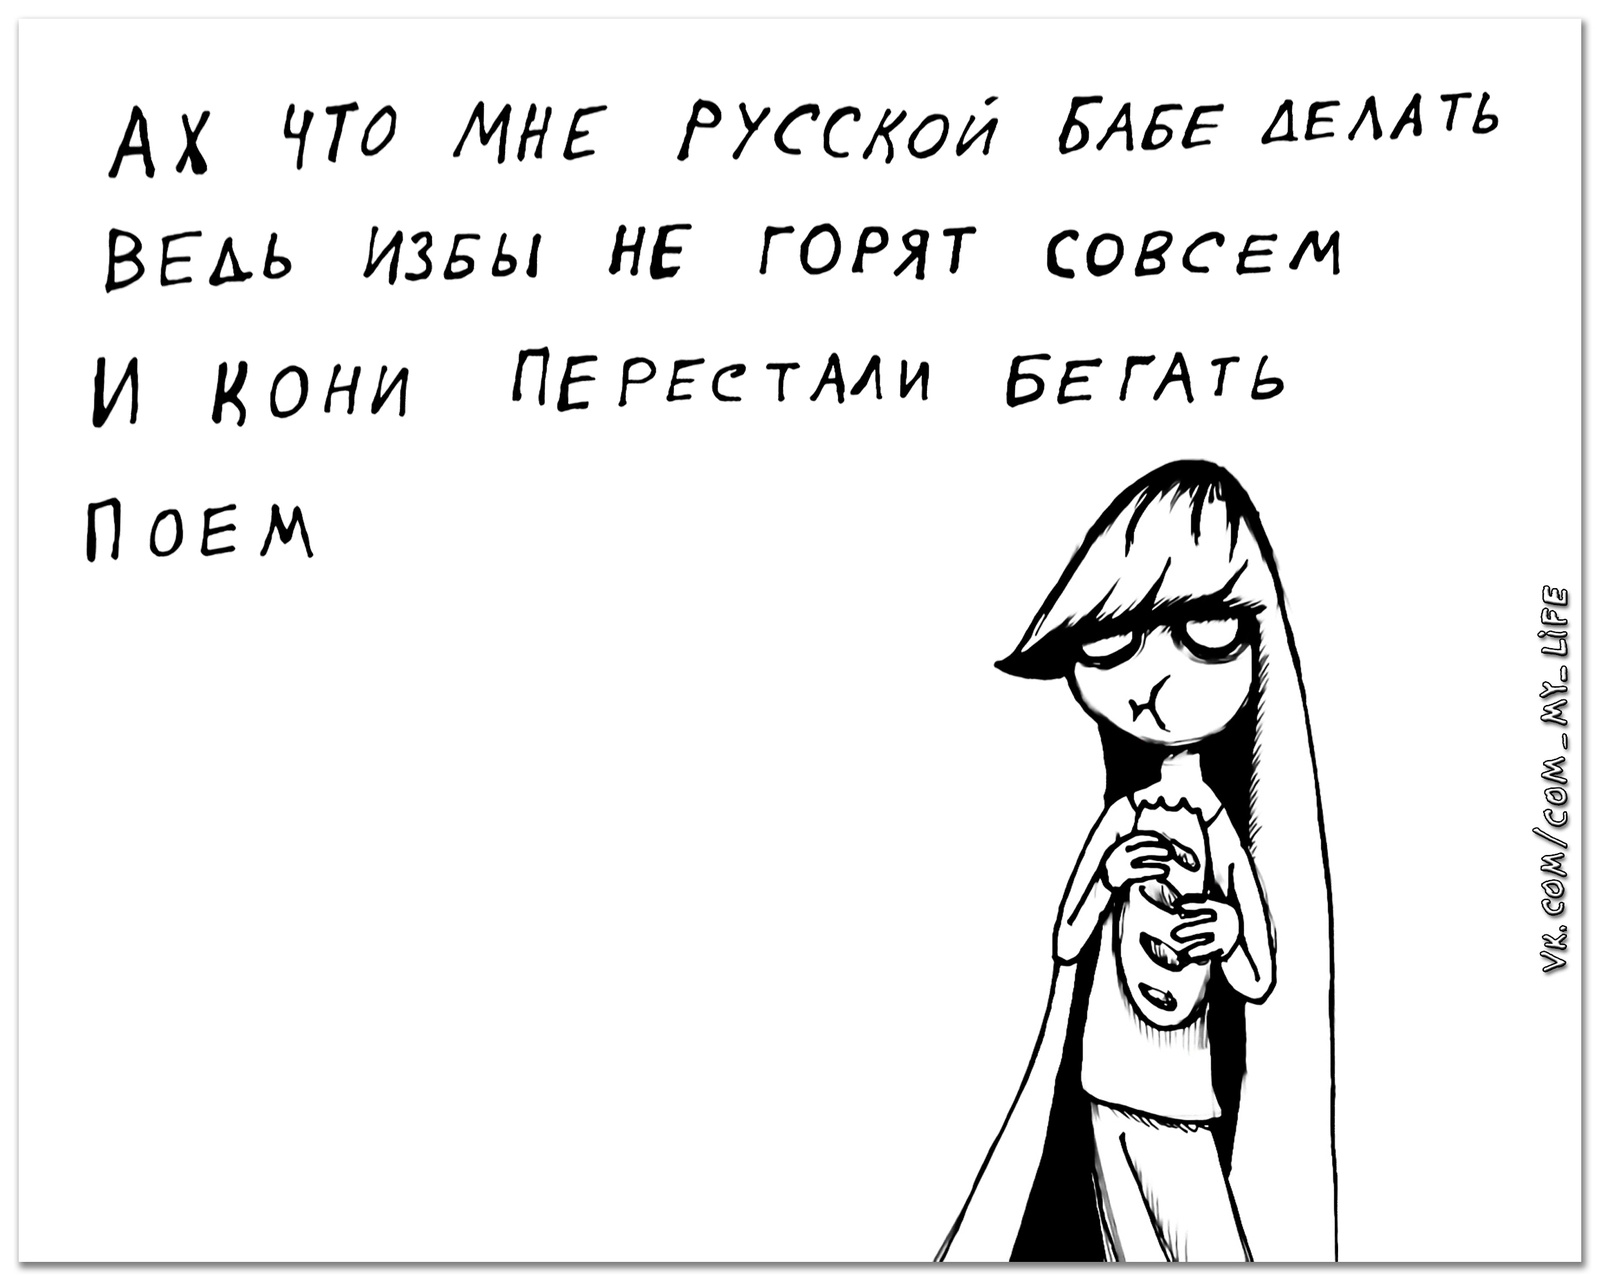 АХ ЧТО МНЕ РУССКОЙ БАБЕ ДЕЛАТЬ
ВЕДЬ ИЗБЫ НЕ ГОРЯТ СОВСЕМ
И КОНИ ПЕРЕСТАЛИ БЕГАТЬ
ПОЕМ
VK.COM/COM_MY_LIFE